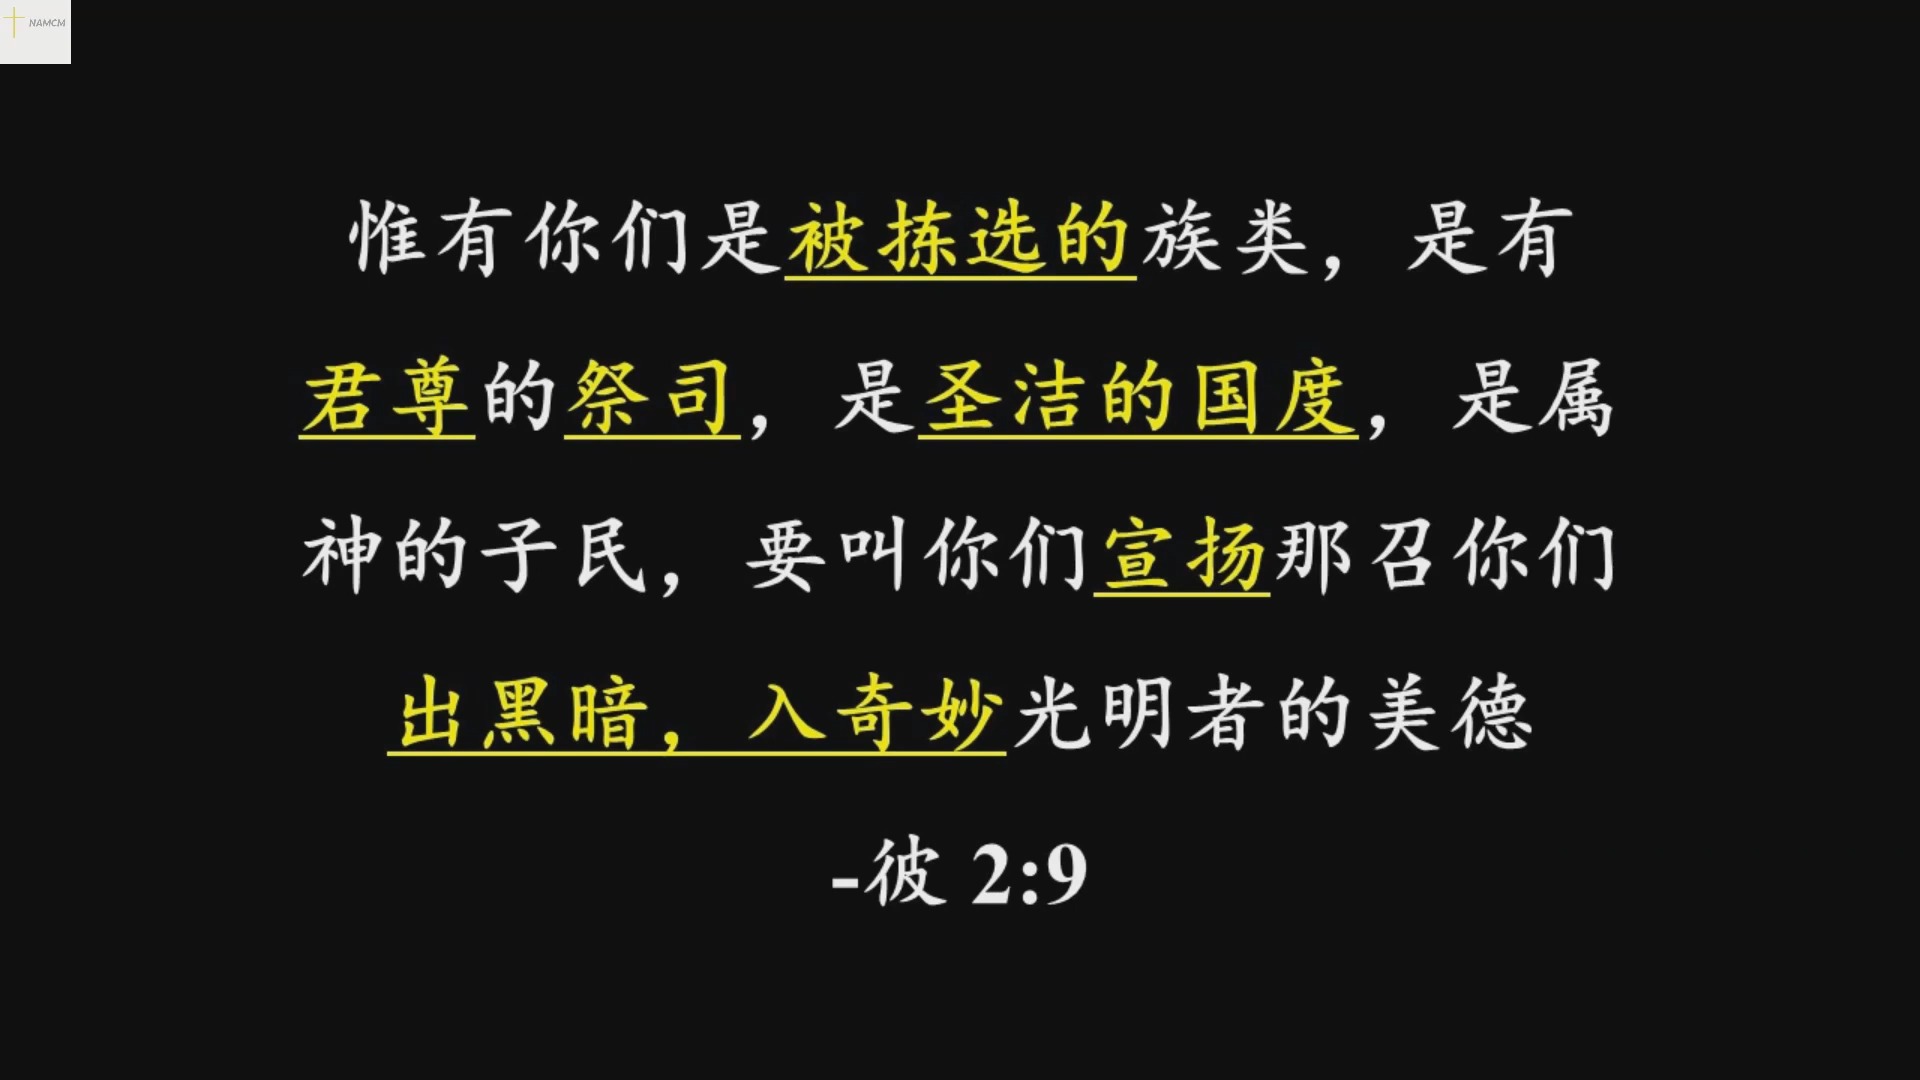 NAMCM
惟有你们是被拣选的族类，是有
君尊的祭司，是圣洁的国度，是属
神的子民，要叫你们宣扬那召你们
出黑暗，入奇妙光明者的美德
-彼 2:9